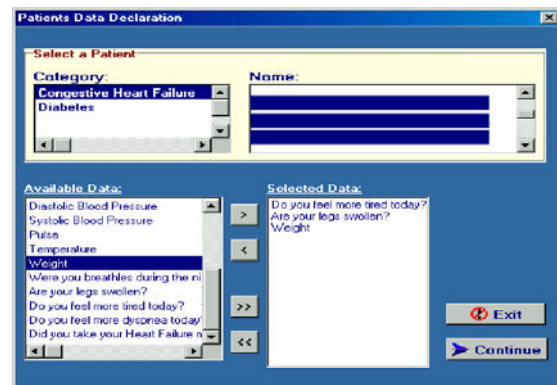 Patients Data Declaration
Select a Patient
Category:
Name:
Congestive Heart Failure
Diabetes
Available Data:
Selected Data:
Diastolic Blood Pressure
Systolic Blood Pressure
Pulse
Temperature
Weight
Were you breathles during the ni
Are your legs swollen?
Do you feel more tired today?
Do you feel more dyspnea today
Did you take your Heart Failure
>
<
>>
<<
Do you feel more tired today?
Are your legs swollen?
Weight
Exit
Continue